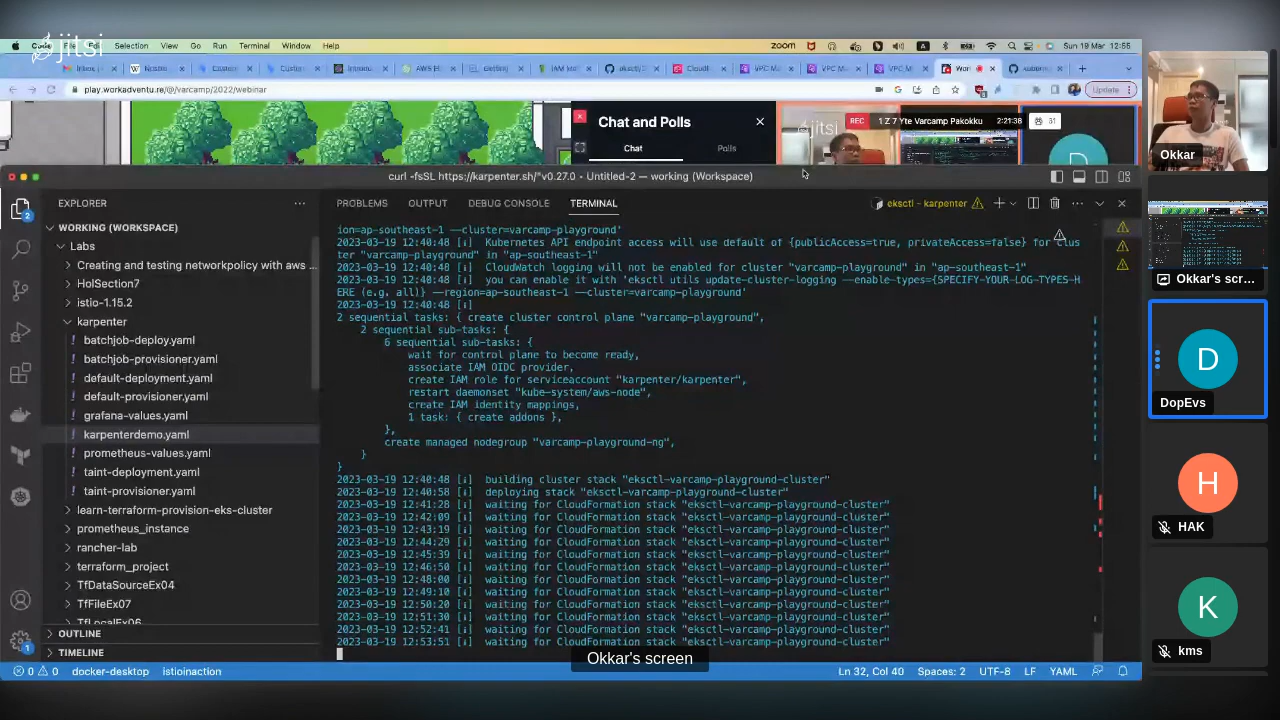 jitsi
Code File Edit Selection View Go Run Terminal Window Help
zoom
Sun 19 Mar 12:55
play.workadventu.re/@/varcamp/2022/webinar
Update
Chat and Polls
Chat
Polls
jitsi
REC
1 Z 7 Yte Varcamp Pakokku
2:21:38
31
D
curl -fsSL https://karpenter.sh/"v0.27.0 - Untitled-2 — working (Workspace)
EXPLORER
WORKING (WORKSPACE)
Labs
Creating and testing networkpolicy with aws ...
HolSection7
istio-1.15.2
karpenter
batchjob-deploy.yaml
batchjob-provisioner.yaml
default-deployment.yaml
default-provisioner.yaml
grafana-values.yaml
karpenterdemo.yaml
prometheus-values.yaml
taint-deployment.yaml
taint-provisioner.yaml
learn-terraform-provision-eks-cluster
prometheus_instance
rancher-lab
terraform_project
TfDataSourceEx04
TfFileEx07
TfLocalEx06
OUTLINE
TIMELINE
PROBLEMS OUTPUT DEBUG CONSOLE TERMINAL
eksctl - karpenter
ion=ap-southeast-1 --cluster=varcamp-playground'
2023-03-19 12:40:48 [ℹ]  Kubernetes API endpoint access will use default of {publicAccess=true, privateAccess=false} for clus
ter "varcamp-playground" in "ap-southeast-1"
2023-03-19 12:40:48 [ℹ]  CloudWatch logging will not be enabled for cluster "varcamp-playground" in "ap-southeast-1"
2023-03-19 12:40:48 [ℹ]  you can enable it with 'eksctl utils update-cluster-logging --enable-types={SPECIFY-YOUR-LOG-TYPES-H
ERE (e.g. all)} --region=ap-southeast-1 --cluster=varcamp-playground'
2023-03-19 12:40:48 [ℹ]
2 sequential tasks: { create cluster control plane "varcamp-playground",
2 sequential sub-tasks: {
6 sequential sub-tasks: {
wait for control plane to become ready,
associate IAM OIDC provider,
create IAM role for serviceaccount "karpenter/karpenter",
restart daemonset "kube-system/aws-node",
create IAM identity mappings,
1 task: { create addons },
},
create managed nodegroup "varcamp-playground-ng",
}
}
2023-03-19 12:40:48 [ℹ]  building cluster stack "eksctl-varcamp-playground-cluster"
2023-03-19 12:40:58 [ℹ]  deploying stack "eksctl-varcamp-playground-cluster"
2023-03-19 12:41:28 [ℹ]  waiting for CloudFormation stack "eksctl-varcamp-playground-cluster"
2023-03-19 12:42:09 [ℹ]  waiting for CloudFormation stack "eksctl-varcamp-playground-cluster"
2023-03-19 12:43:19 [ℹ]  waiting for CloudFormation stack "eksctl-varcamp-playground-cluster"
2023-03-19 12:44:29 [ℹ]  waiting for CloudFormation stack "eksctl-varcamp-playground-cluster"
2023-03-19 12:45:39 [ℹ]  waiting for CloudFormation stack "eksctl-varcamp-playground-cluster"
2023-03-19 12:46:50 [ℹ]  waiting for CloudFormation stack "eksctl-varcamp-playground-cluster"
2023-03-19 12:48:00 [ℹ]  waiting for CloudFormation stack "eksctl-varcamp-playground-cluster"
2023-03-19 12:49:10 [ℹ]  waiting for CloudFormation stack "eksctl-varcamp-playground-cluster"
2023-03-19 12:50:20 [ℹ]  waiting for CloudFormation stack "eksctl-varcamp-playground-cluster"
2023-03-19 12:51:30 [ℹ]  waiting for CloudFormation stack "eksctl-varcamp-playground-cluster"
2023-03-19 12:52:41 [ℹ]  waiting for CloudFormation stack "eksctl-varcamp-playground-cluster"
2023-03-19 12:53:51 [ℹ]  waiting for CloudFormation stack "eksctl-varcamp-playground-cluster"
Okkar's screen
0 0 docker-desktop istioinaction
Ln 32, Col 40 Spaces: 2 UTF-8 LF YAML
Okkar
Okkar's scr...
D
DopEvs
H
HAK
K
kms